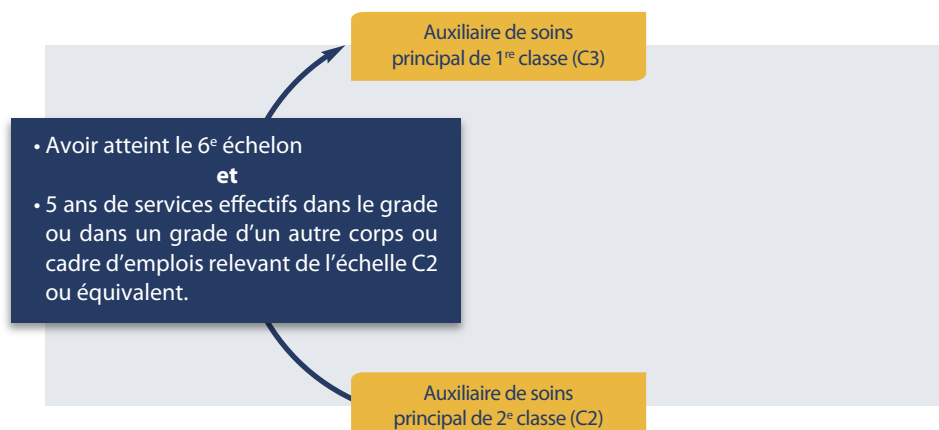 Auxiliaire de soins
principal de 1re classe (C3)
• Avoir atteint le 6e échelon
et
• 5 ans de services effectifs dans le grade
ou dans un grade d'un autre corps ou
cadre d'emplois relevant de l'échelle C2
ou équivalent.
Auxiliaire de soins
principal de 2e classe (C2)